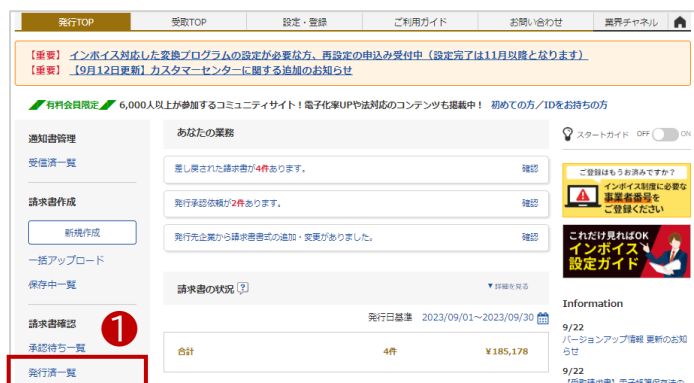 発行TOP
受取TOP
設定・登録
ご利用ガイド
お問い合わせ
業界チャネル
【重要】 インボイス対応した変換プログラムの設定が必要な方、再設定の申込み受付中（設定完了は11月以降となります）
【重要】 【9月12日更新】カスタマーセンターに関する追加のお知らせ
有料会員限定 6,000人以上が参加するコミュニティサイト！電子化率UPや法対応のコンテンツも掲載中！ 初めての方／IDをお持ちの方
通知書管理
受信済一覧
請求書作成
新規作成
一括アップロード
保存中一覧
請求書確認
承認待ち一覧
発行済一覧
1
あなたの業務
差し戻された請求書が4件あります。
確認
発行承認依頼が2件あります。
確認
発行先企業から請求書書式の追加・変更がありました。
確認
請求書の状況 ?
▼詳細を見る
発行日基準 2023/09/01～2023/09/30
合計
4件
¥185,178
スタートガイド OFF ON
ご登録はもうお済みですか？
インボイス制度に必要な
事業者番号を
ご登録ください
これだけ見ればOK
インボイス
設定ガイド
Information
9/22
バージョンアップ情報 更新のお知
らせ
9/22